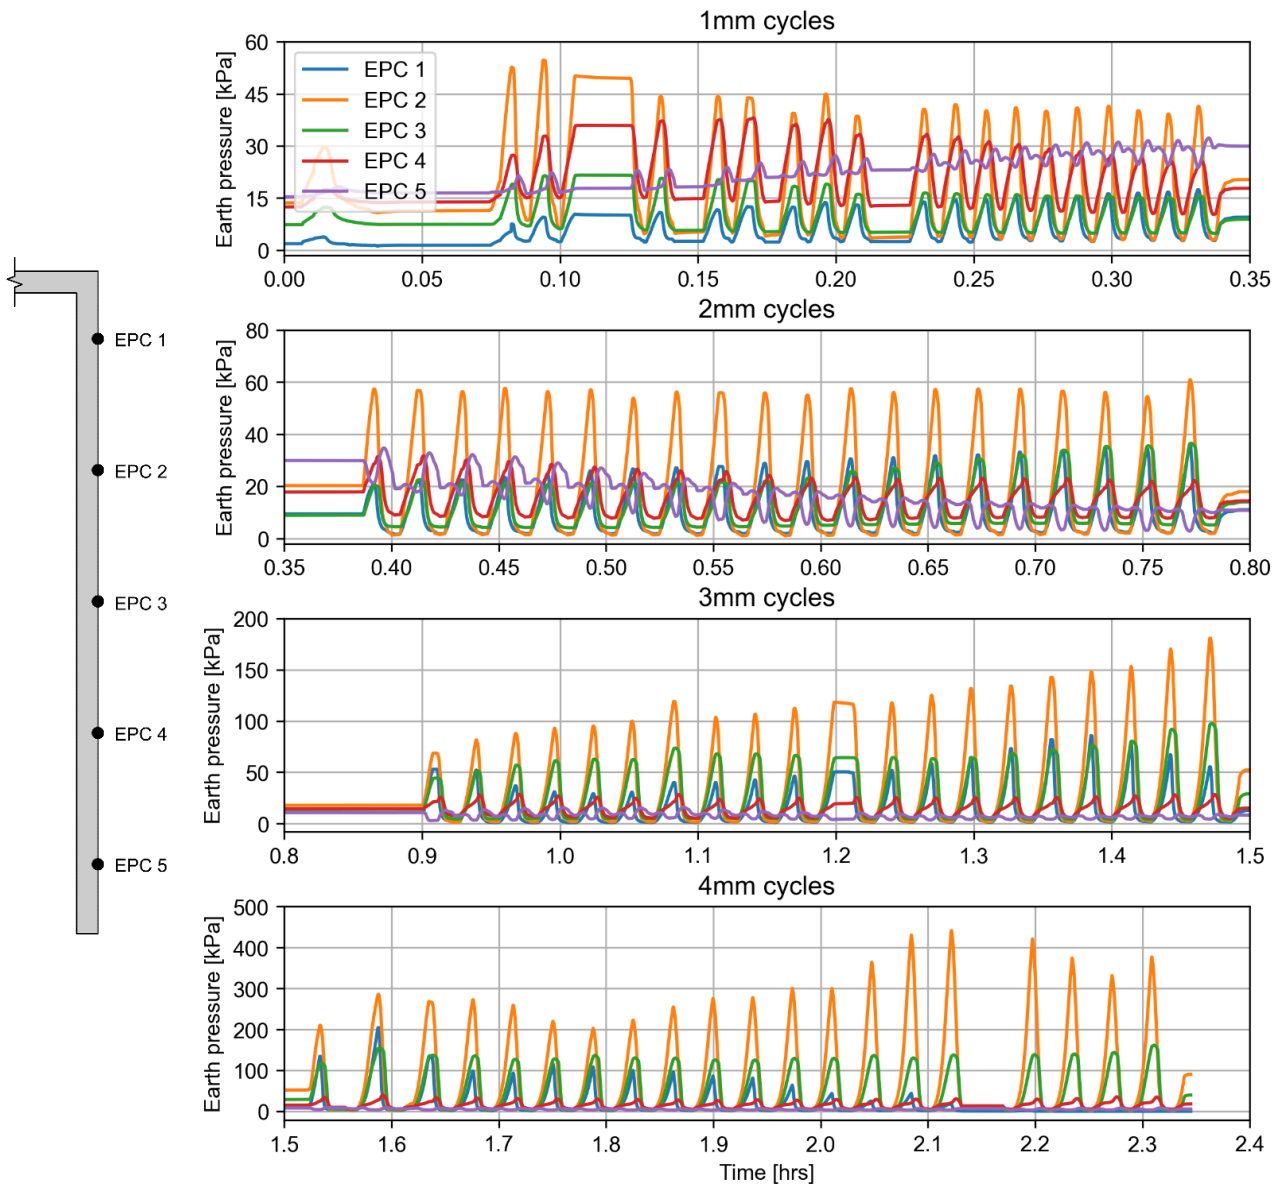 1mm cycles
Earth pressure [kPa]
60
45
30
15
0
EPC 1
EPC 2
EPC 3
EPC 4
EPC 5
0.00 0.05 0.10 0.15 0.20 0.25 0.30 0.35
2mm cycles
Earth pressure [kPa]
80
60
40
20
0
0.35 0.40 0.45 0.50 0.55 0.60 0.65 0.70 0.75 0.80
3mm cycles
Earth pressure [kPa]
200
150
100
50
0
0.8 0.9 1.0 1.1 1.2 1.3 1.4 1.5
4mm cycles
Earth pressure [kPa]
500
400
300
200
100
0
1.5 1.6 1.7 1.8 1.9 2.0 2.1 2.2 2.3 2.4
Time [hrs]
EPC 1
EPC 2
EPC 3
EPC 4
EPC 5